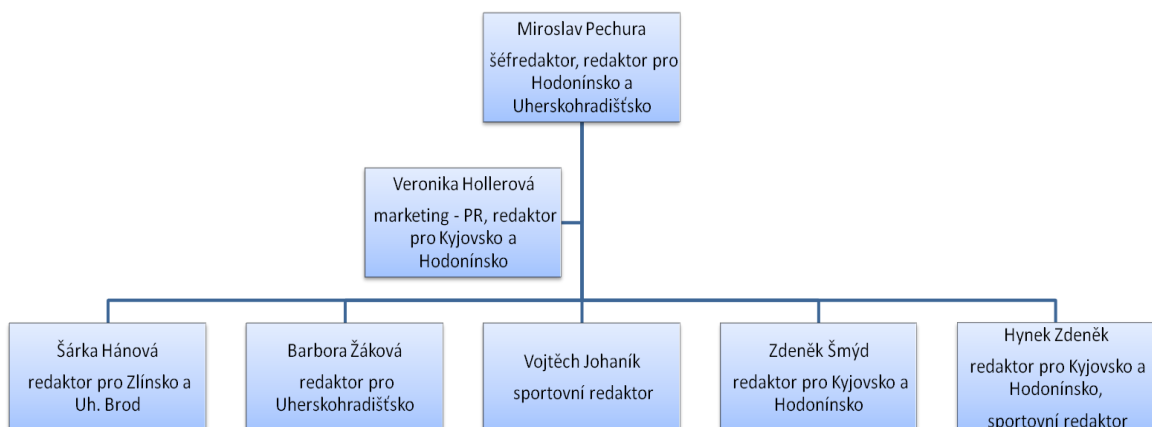 Miroslav Pechura
šéfredaktor, redaktor pro
Hodonínsko a
Uherskohradišťsko
Veronika Hollerová
marketing - PR, redaktor
pro Kyjovsko a
Hodonínsko
Šárka Hánová
redaktor pro Zlínsko a
Uh. Brod
Barbora Žáková
redaktor pro
Uherskohradišťsko
Vojtěch Johaník
sportovní redaktor
Zdeněk Šmýd
redaktor pro Kyjovsko a
Hodonínsko
Hynek Zdeněk
redaktor pro Kyjovsko a
Hodonínsko,
sportovní redaktor